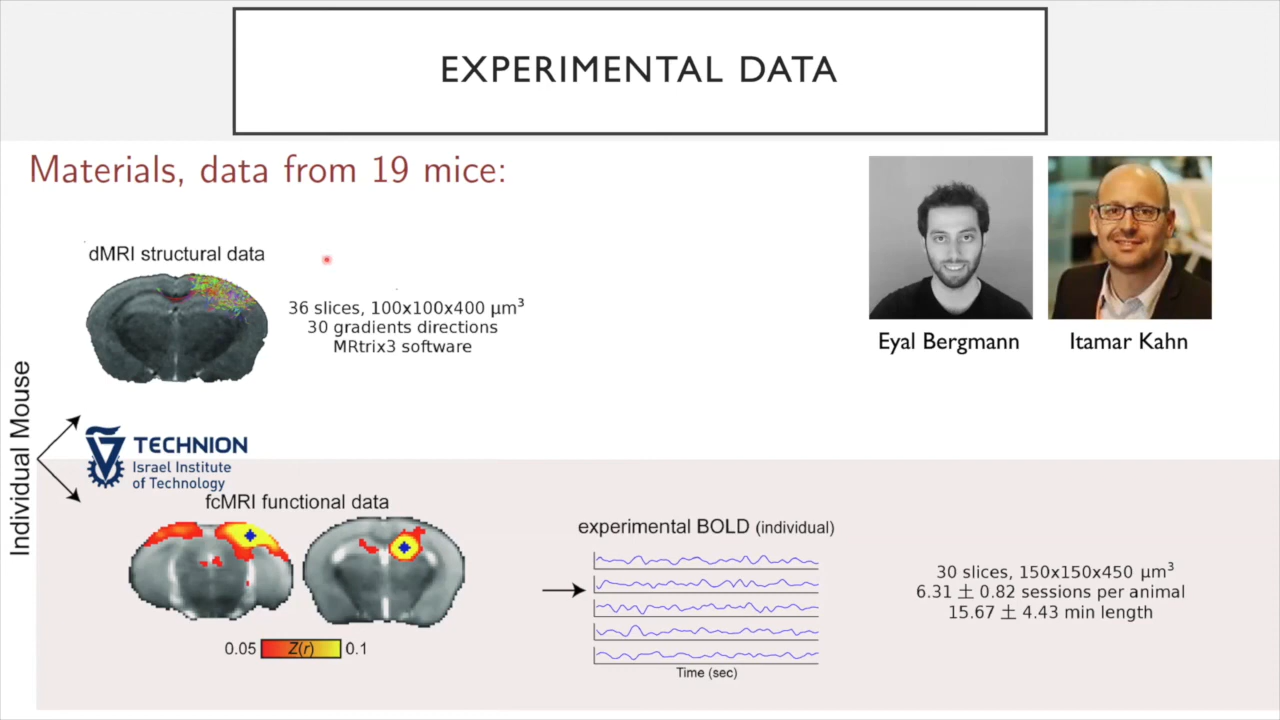 EXPERIMENTAL DATA
Materials, data from 19 mice:
dMRI structural data
36 slices, 100x100x400 µm³
30 gradients directions
MRtrix3 software
Eyal Bergmann
Itamar Kahn
Individual Mouse
TECHNION
Israel Institute
of Technology
fcMRI functional data
0.05 Z(r) 0.1
experimental BOLD (individual)
Time (sec)
30 slices, 150x150x450 µm³
6.31 ± 0.82 sessions per animal
15.67 ± 4.43 min length